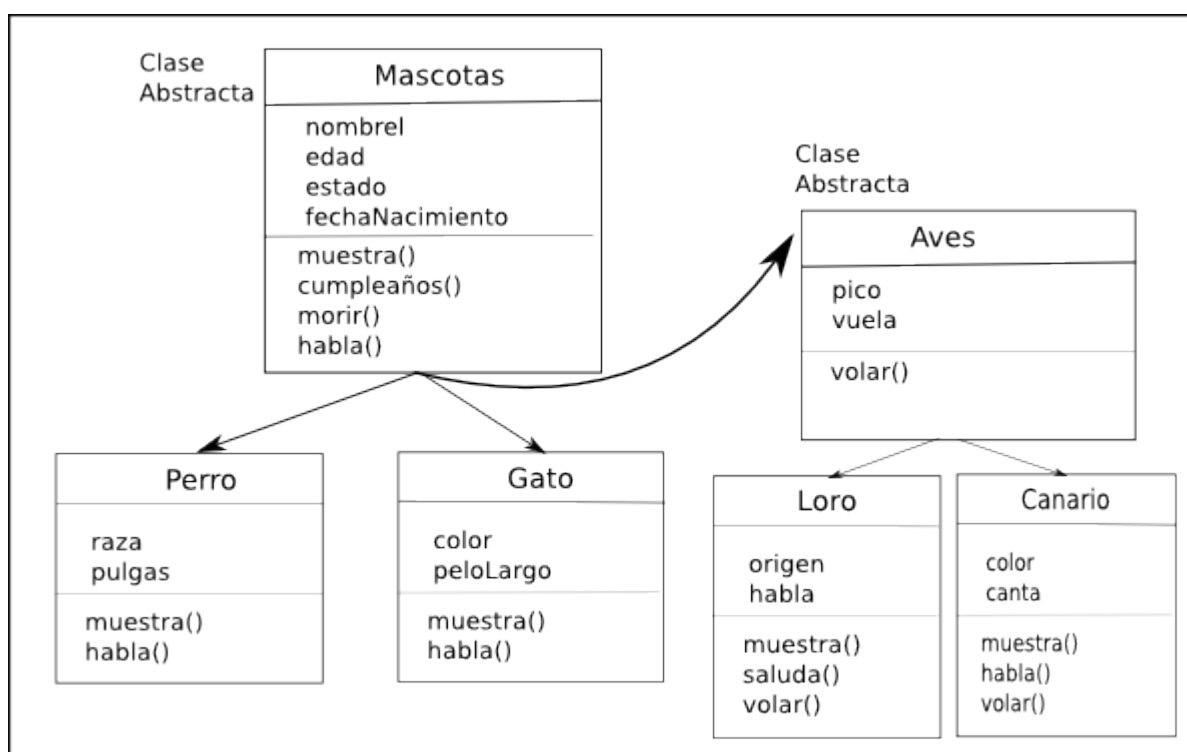 Clase
Abstracta
Mascotas
nombrel
edad
estado
fechaNacimiento
muestra()
cumpleaños()
morir()
habla()
Clase
Abstracta
Aves
pico
vuela
volar()
Perro
raza
pulgas
muestra()
habla()
Gato
color
peloLargo
muestra()
habla()
Loro
origen
habla
muestra()
saluda()
volar()
Canario
color
canta
muestra()
habla()
volar()